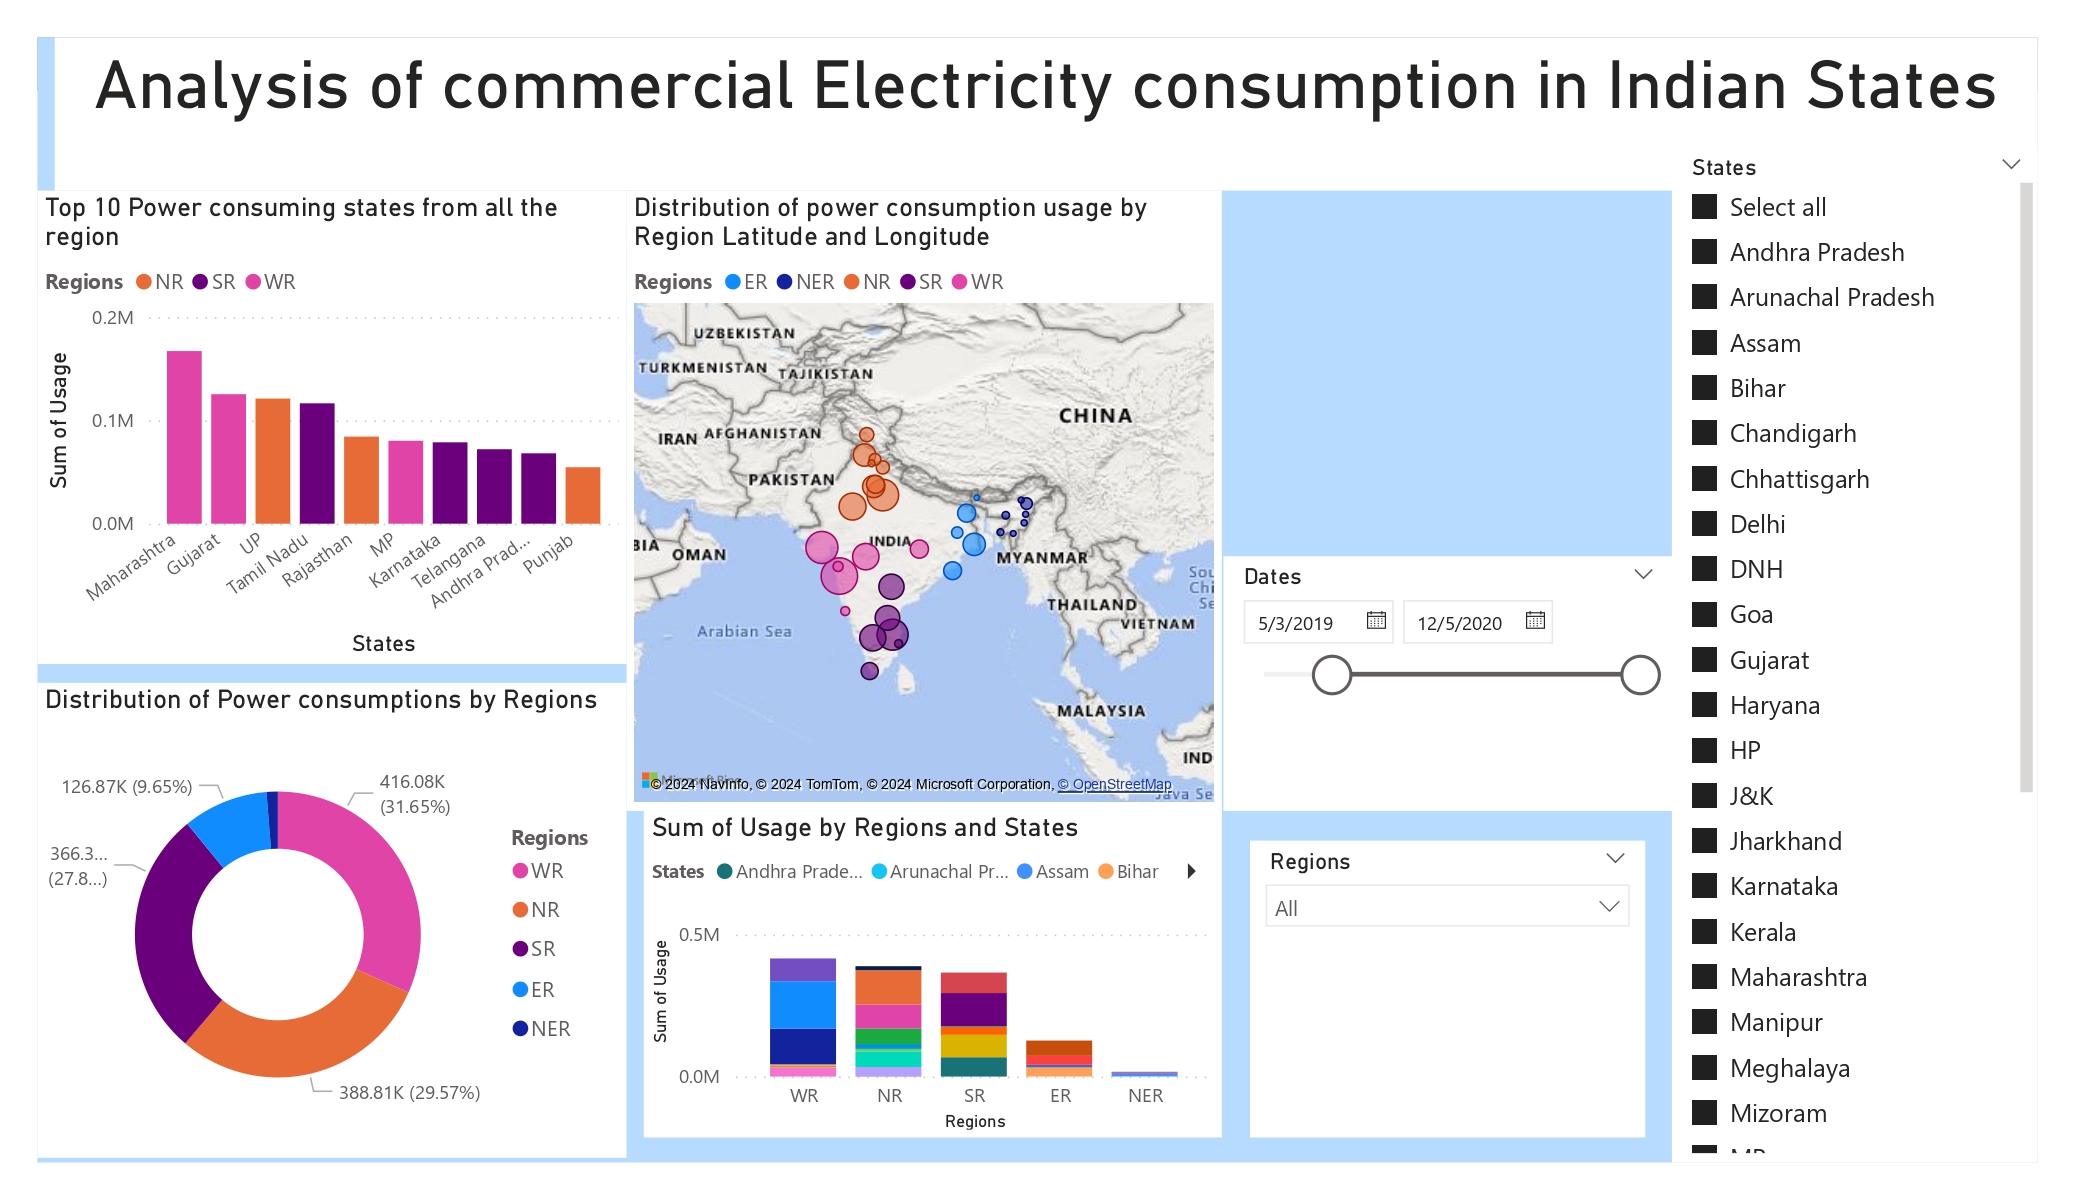 Analysis of commercial Electricity consumption in Indian States
Top 10 Power consuming states from all the
region
Regions NR SR WR
0.2M
0.1M
0.0M
Sum of Usage
Maharashtra
Gujarat
UP
Tamil Nadu
Rajasthan
MP
Karnataka
Telangana
Andhra Prad...
Punjab
States
Distribution of Power consumptions by Regions
126.87K (9.65%)
416.08K
(31.65%)
366.3...
(27.8...)
388.81K (29.57%)
Regions
WR
NR
SR
ER
NER
Distribution of power consumption usage by
Region Latitude and Longitude
Regions ER NER NR SR WR
UZBEKISTAN
TURKMENISTAN
TAJIKISTAN
CHINA
IRAN
AFGHANISTAN
PAKISTAN
INDIA
BIA
OMAN
MYANMAR
Sou
Chi
Se
THAILAND
VIETNAM
Arabian Sea
MALAYSIA
IND
Java Se
© 2024 NavInfo, © 2024 TomTom, © 2024 Microsoft Corporation, © OpenStreetMap
Sum of Usage by Regions and States
States Andhra Prade... Arunachal Pr... Assam Bihar
0.5M
0.0M
Sum of Usage
WR NR SR ER NER
Regions
Dates
5/3/2019
12/5/2020
Regions
All
States
Select all
Andhra Pradesh
Arunachal Pradesh
Assam
Bihar
Chandigarh
Chhattisgarh
Delhi
DNH
Goa
Gujarat
Haryana
HP
J&K
Jharkhand
Karnataka
Kerala
Maharashtra
Manipur
Meghalaya
Mizoram